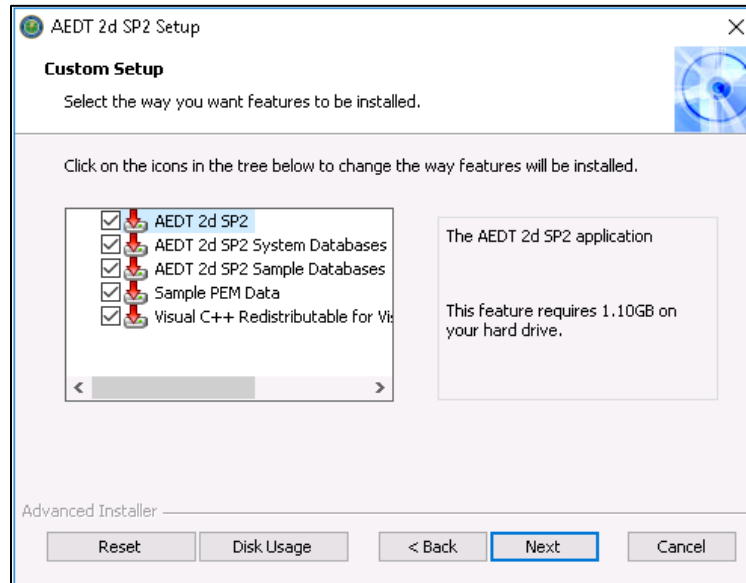 AEDT 2d SP2 Setup
Custom Setup
Select the way you want features to be installed.
Click on the icons in the tree below to change the way features will be installed.
AEDT 2d SP2
AEDT 2d SP2 System Databases
AEDT 2d SP2 Sample Databases
Sample PEM Data
Visual C++ Redistributable for
The AEDT 2d SP2 application
This feature requires 1.10GB on
your hard drive.
Advanced Installer
Reset
Disk Usage
< Back
Next
Cancel